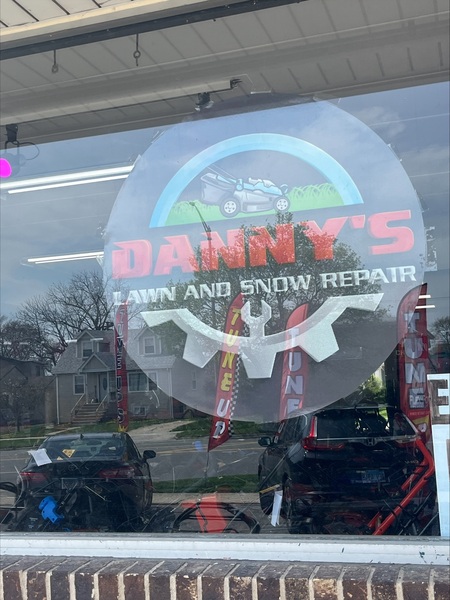 DANNY'S
LAWN AND SNOW REPAIR
TUNE UP
TUNE
TUNE